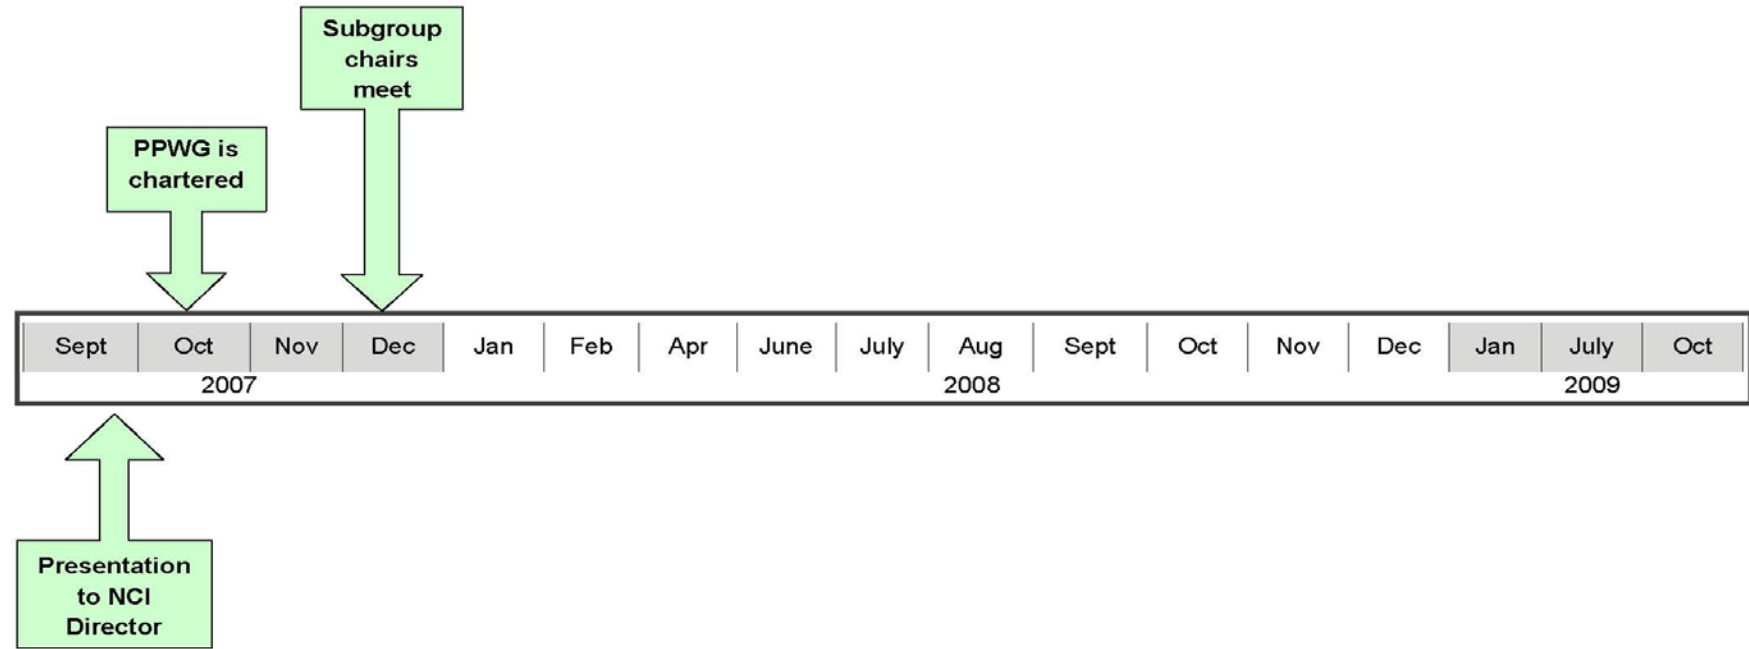 Subgroup
chairs
meet
PPWG is
chartered
Sept Oct Nov Dec Jan Feb Apr June July Aug Sept Oct Nov Dec Jan July Oct
2007 2008 2009
Presentation
to NCI
Director